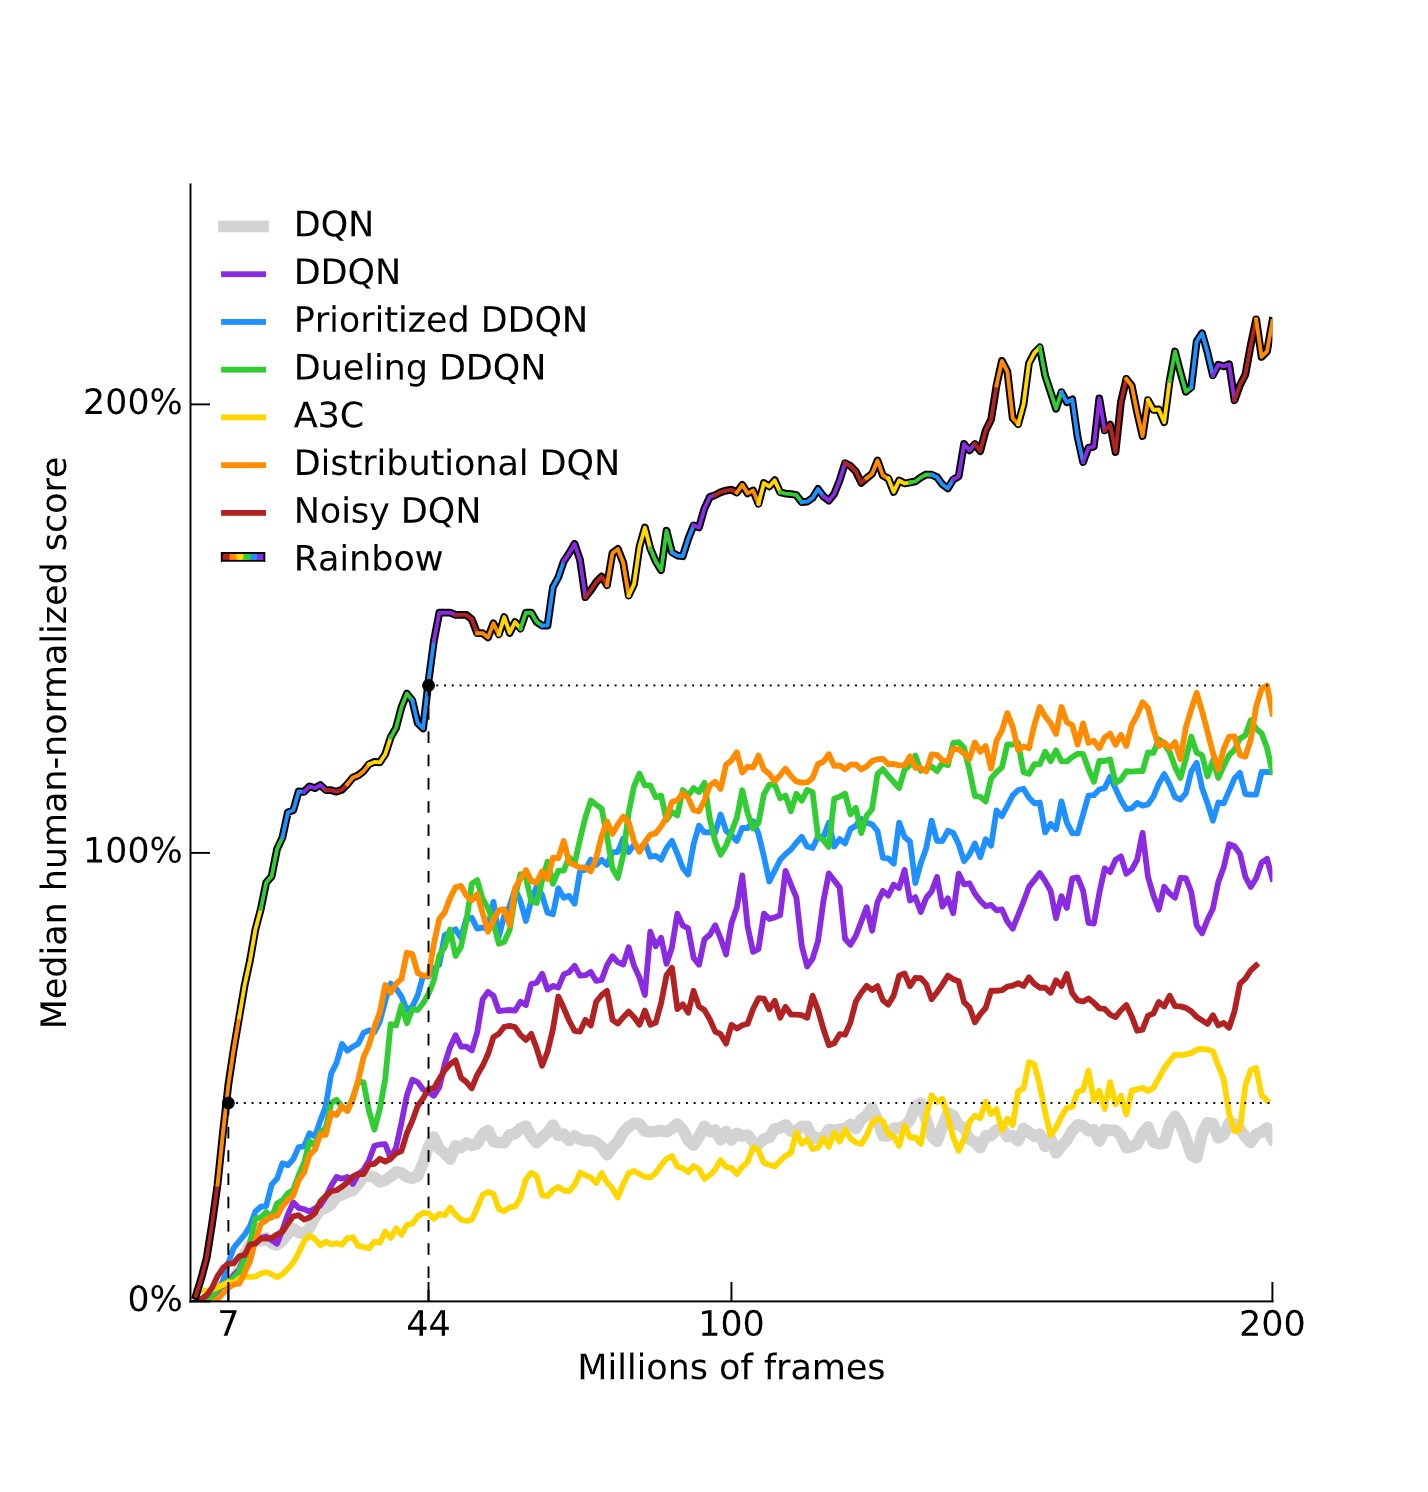 DQN
DDQN
Prioritized DDQN
Dueling DDQN
A3C
Distributional DQN
Noisy DQN
Rainbow
200%
100%
0%
Median human-normalized score
7 44 100 200
Millions of frames